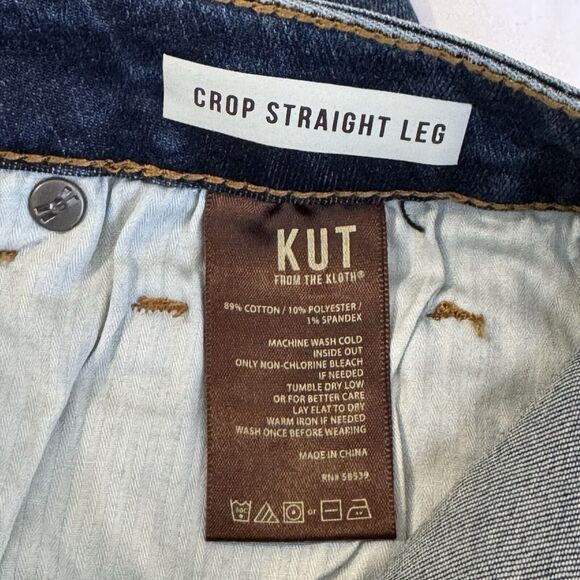 CROP STRAIGHT LEG
KUT
FROM THE KLOTH®
89% COTTON / 10% POLYESTER /
1% SPANDEX
MACHINE WASH COLD
INSIDE OUT
ONLY NON-CHLORINE BLEACH
IF NEEDED
TUMBLE DRY LOW
OR FOR BETTER CARE
LAY FLAT TO DRY
WARM IRON IF NEEDED
WASH ONCE BEFORE WEARING
MADE IN CHINA
RN# 58539
or